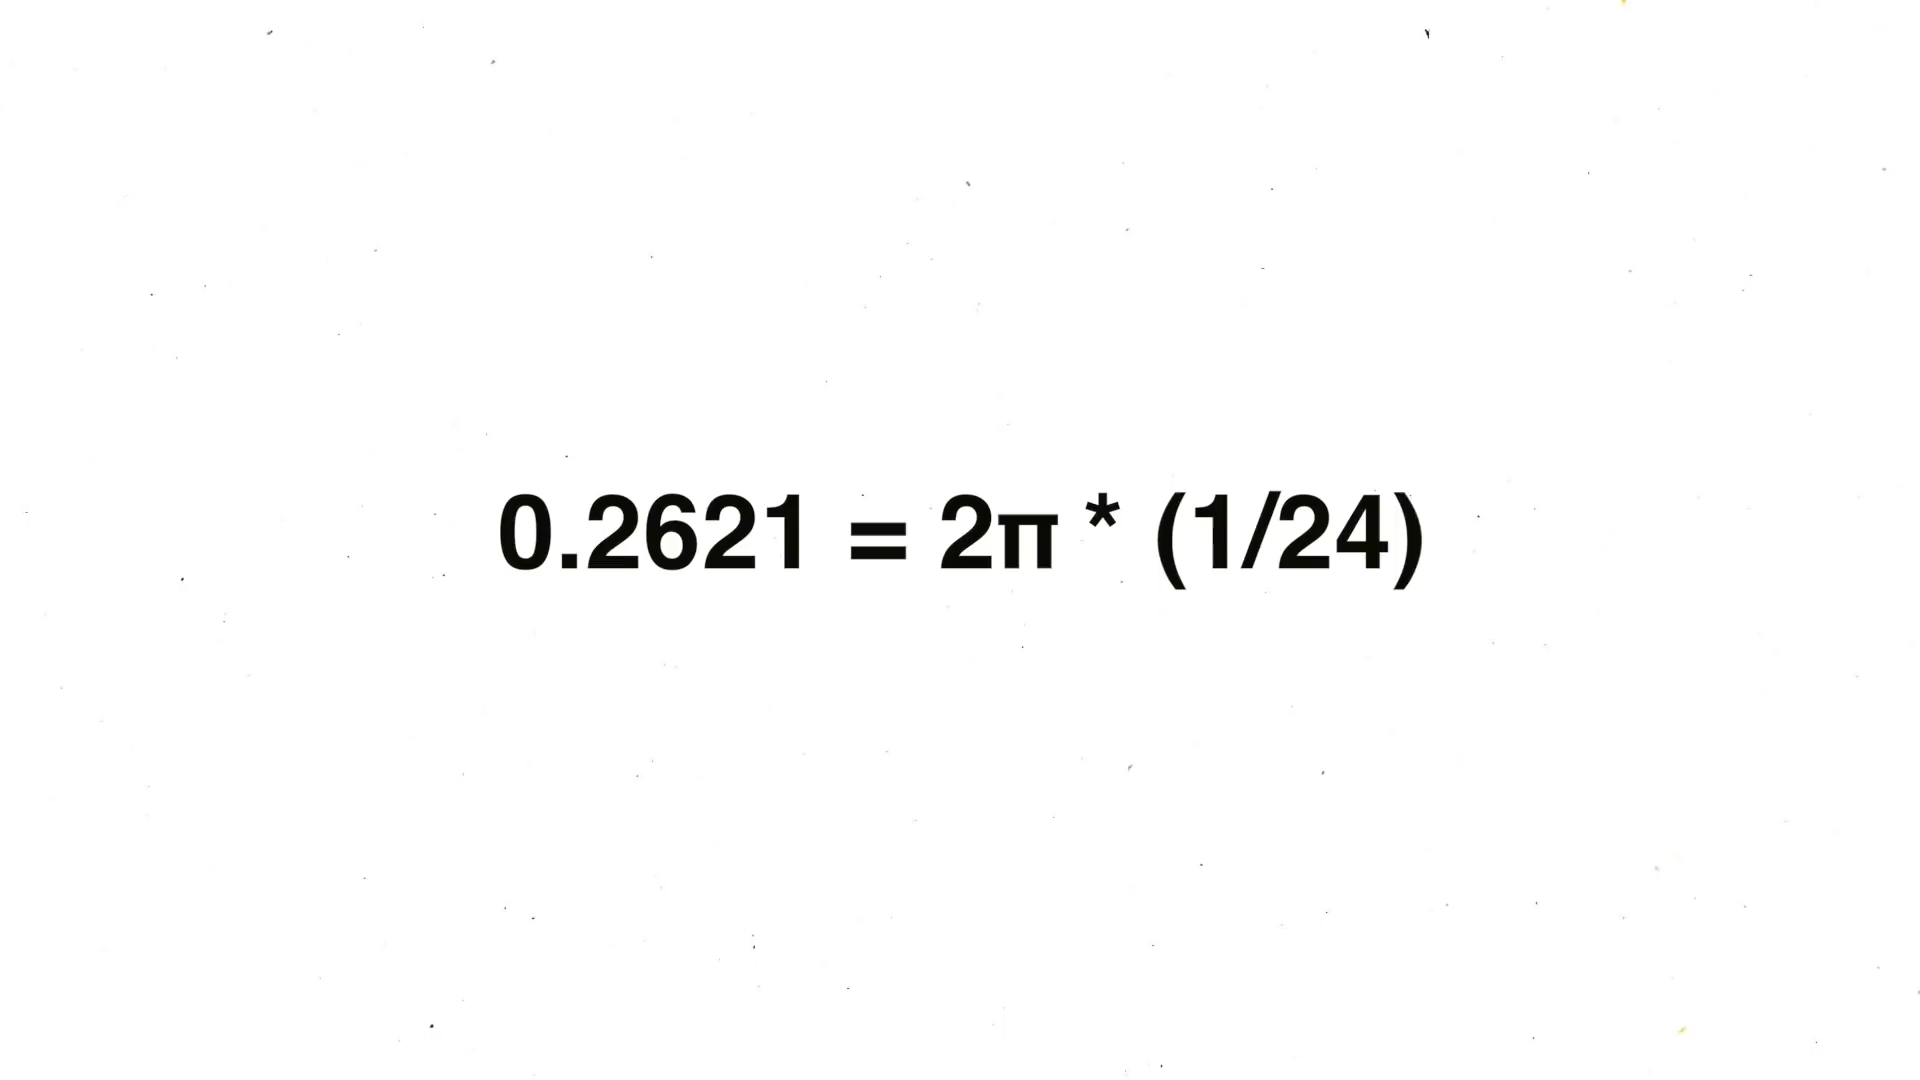 0.2621 = 2π * (1/24)